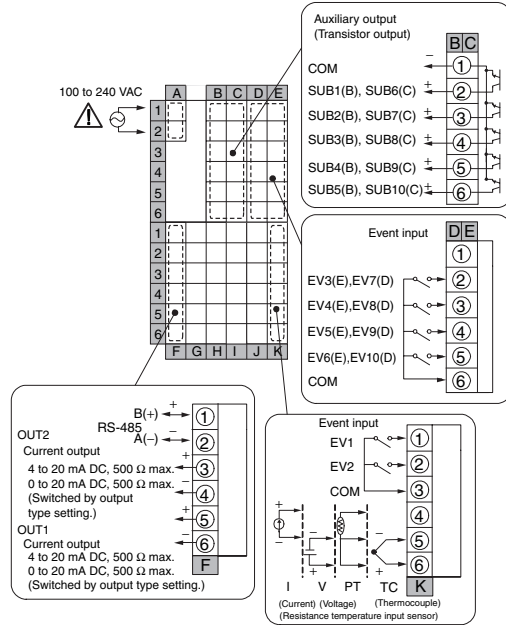 100 to 240 VAC
A B C D E
1
2
3
4
5
6
1
2
3
4
5
6
F G H I J K
Auxiliary output
(Transistor output)
B C
COM − 1
SUB1(B), SUB6(C) + 2
SUB2(B), SUB7(C) + 3
SUB3(B), SUB8(C) + 4
SUB4(B), SUB9(C) + 5
SUB5(B), SUB10(C) + 6
Event input
D E
1
EV3(E),EV7(D) 2
EV4(E),EV8(D) 3
EV5(E),EV9(D) 4
EV6(E),EV10(D) 5
COM 6
B(+) + 1
RS-485
A(−) − 2
OUT2
Current output
+ 3
4 to 20 mA DC, 500 Ω max.
− 4
0 to 20 mA DC, 500 Ω max.
(Switched by output
type setting.)
+ 5
OUT1
− 6
Current output
4 to 20 mA DC, 500 Ω max.
0 to 20 mA DC, 500 Ω max.
(Switched by output type setting.)
F
Event input
EV1 1
EV2 2
COM 3
4
+ − − 5
− + + 6
I V PT TC K
(Current) (Voltage) (Thermocouple)
(Resistance temperature input sensor)